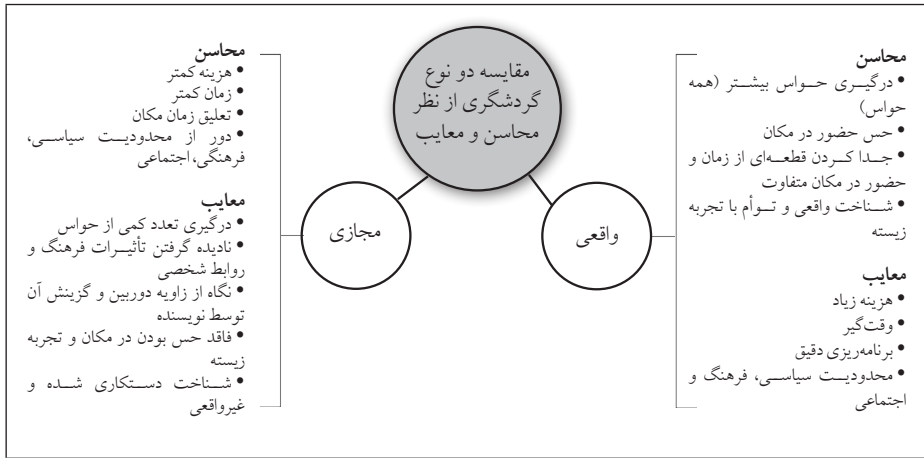 مقایسه دو نوع
گردشگری از نظر
محاسن و معایب
واقعی
مجازی
محاسن
• درگیری حواس بیشتر (همه
حواس)
• حس حضور در مکان
• جدا کردن قطعه‌ای از زمان و
حضور در مکان متفاوت
• شناخت واقعی و توأم با تجربه
زیسته
معایب
• هزینه زیاد
• وقت‌گیر
• برنامه‌ریزی دقیق
• محدودیت سیاسی، فرهنگ و
اجتماعی
محاسن
• هزینه کمتر
• زمان کمتر
• تعلیق زمان مکان
• دور از محدودیت سیاسی،
فرهنگی، اجتماعی
معایب
• درگیری تعدد کمی از حواس
• نادیده گرفتن تأثیرات فرهنگ و
روابط شخصی
• نگاه از زاویه دوربین و گزینش آن
توسط نویسنده
• فاقد حس بودن در مکان و تجربه
زیسته
• شناخت دستکاری شده و
غیرواقعی